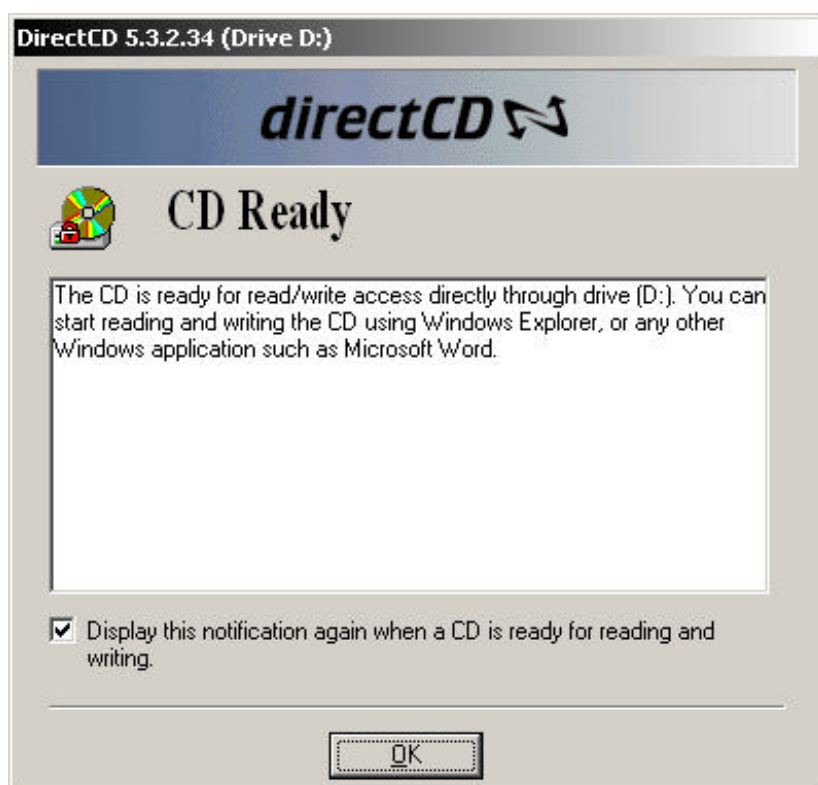 DirectCD 5.3.2.34 (Drive D:)
directCD
CD Ready
The CD is ready for read/write access directly through drive (D:). You can
start reading and writing the CD using Windows Explorer, or any other
Windows application such as Microsoft Word.
Display this notification again when a CD is ready for reading and
writing.
OK